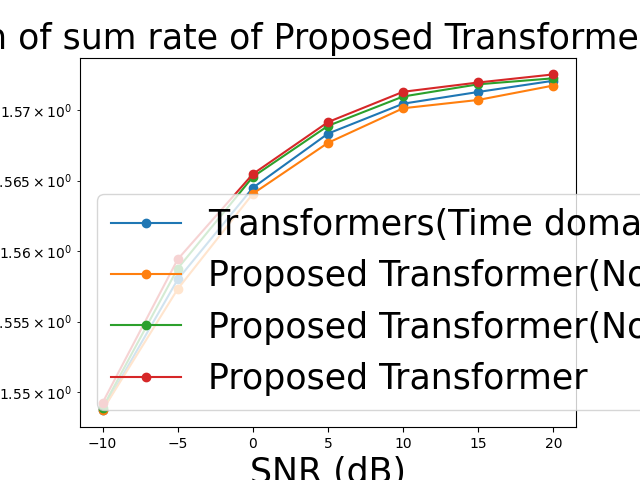 of sum rate of Proposed Transforme
1.57 × 10⁰
.565 × 10⁰
1.56 × 10⁰
.555 × 10⁰
1.55 × 10⁰
Transformers(Time doma
Proposed Transformer(No
Proposed Transformer(No
Proposed Transformer
−10 −5 0 5 10 15 20
SNR (dB)